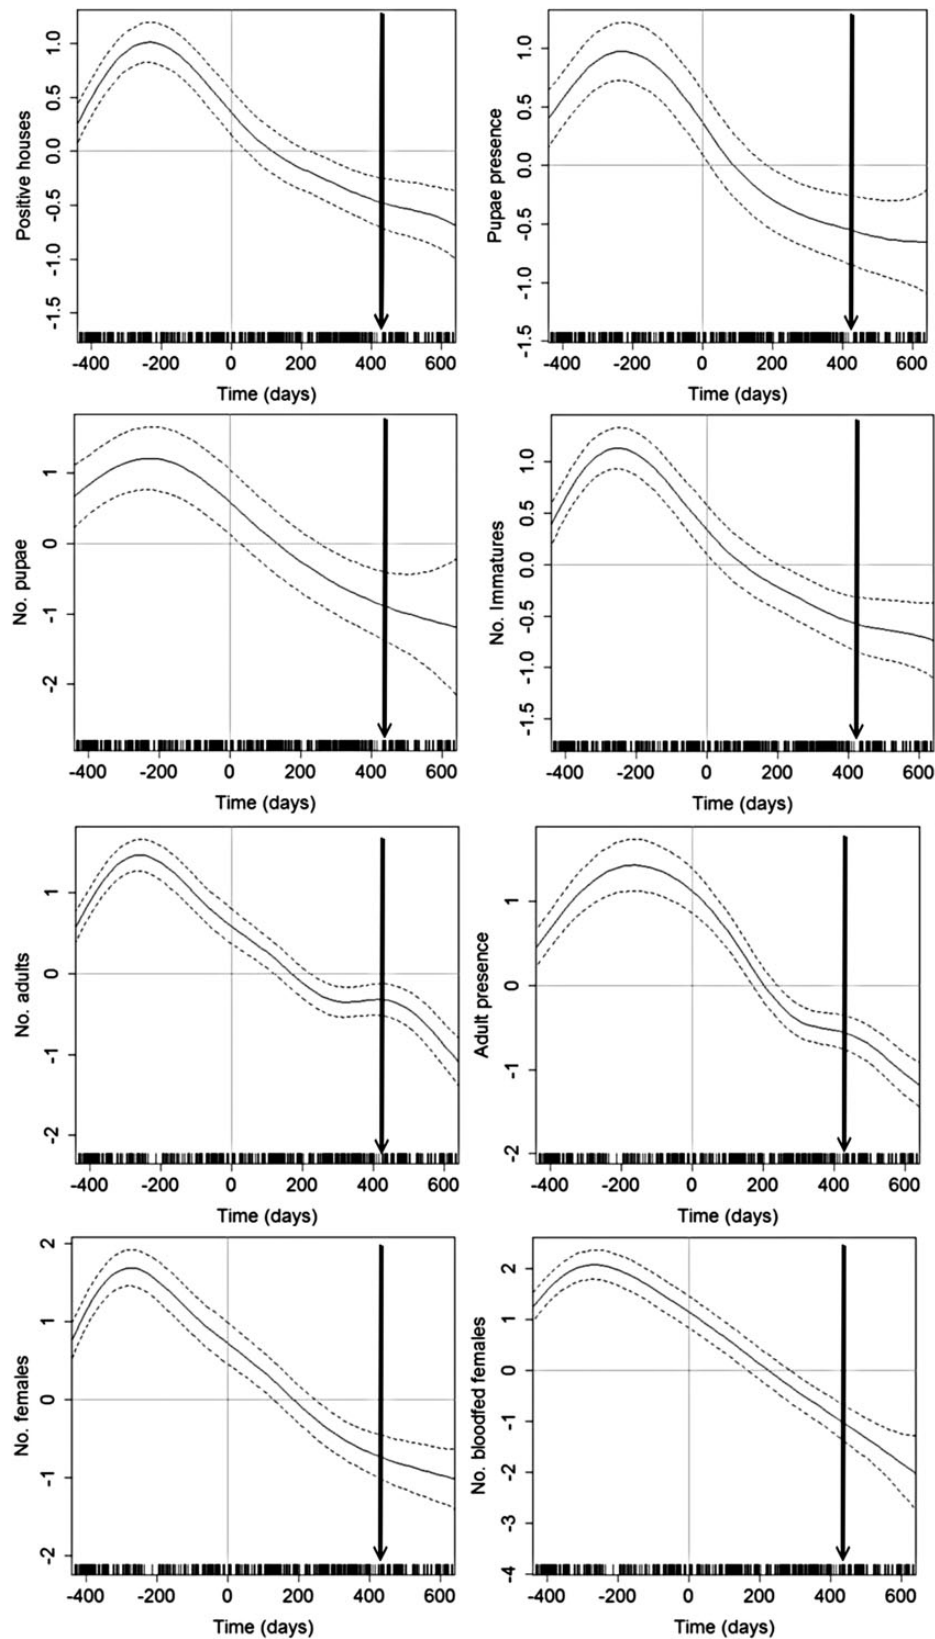 Positive houses
1.0
0.5
0.0
-0.5
-1.0
-1.5
-400 -200 0 200 400 600
Time (days)
Pupae presence
1.0
0.5
0.0
-0.5
-1.0
-1.5
-400 -200 0 200 400 600
Time (days)
No. pupae
1
0
-1
-2
-400 -200 0 200 400 600
Time (days)
No. Immatures
1.0
0.5
0.0
-0.5
-1.0
-1.5
-400 -200 0 200 400 600
Time (days)
No. adults
1
0
-1
-2
-400 -200 0 200 400 600
Time (days)
Adult presence
1
0
-1
-2
-400 -200 0 200 400 600
Time (days)
No. females
2
1
0
-1
-2
-400 -200 0 200 400 600
Time (days)
No. bloodfed females
2
1
0
-1
-2
-3
-4
-400 -200 0 200 400 600
Time (days)